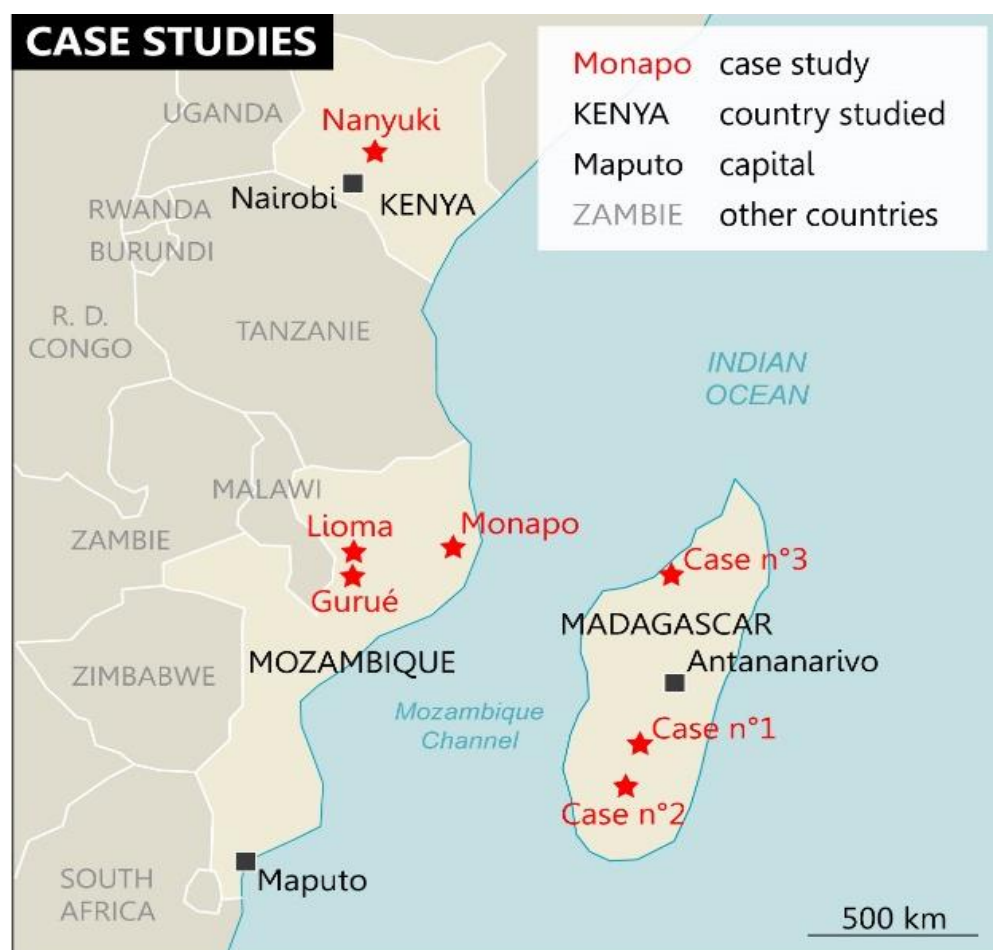 CASE STUDIES
Monapo case study
KENYA country studied
Maputo capital
ZAMBIE other countries
UGANDA
Nanyuki
Nairobi
KENYA
RWANDA
BURUNDI
R. D.
CONGO
TANZANIE
INDIAN
OCEAN
MALAWI
Lioma
Monapo
ZAMBIE
Gurué
Case n°3
MADAGASCAR
Antananarivo
MOZAMBIQUE
ZIMBABWE
Mozambique
Channel
Case n°1
Case n°2
Maputo
SOUTH
AFRICA
500 km